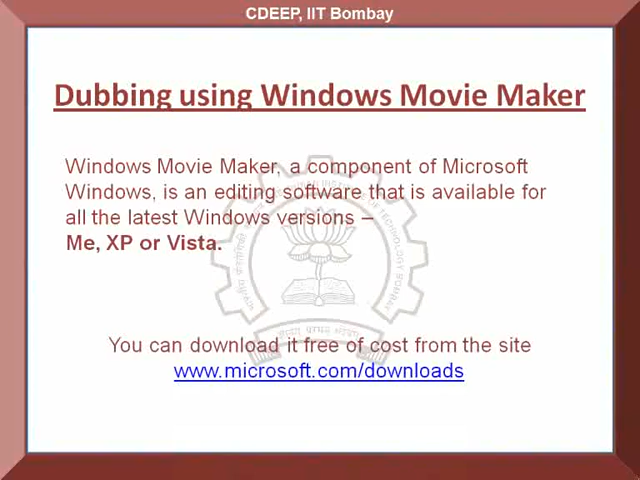 CDEEP, IIT Bombay
Dubbing using Windows Movie Maker
Windows Movie Maker, a component of Microsoft
Windows, is an editing software that is available for
all the latest Windows versions –
Me, XP or Vista.
You can download it free of cost from the site
www.microsoft.com/downloads